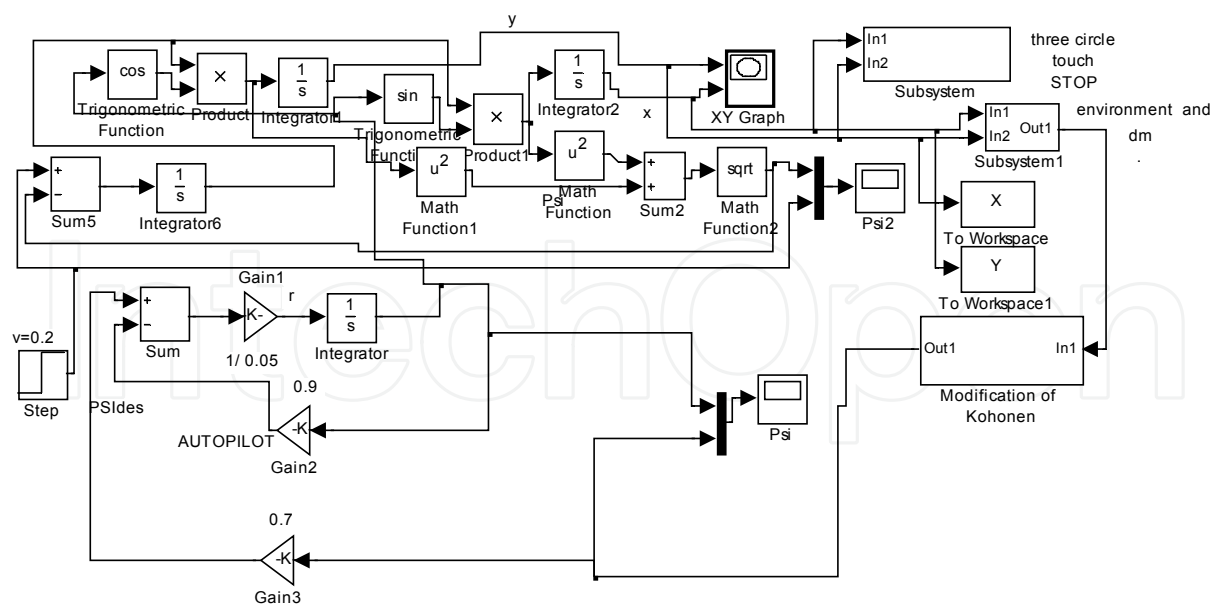 y
In1
In2
Subsystem
three circle
touch
STOP
cos
Trigonometric
Function
×
Product
1
s
Integrator
sin
Trigonometric
×
Product1
1
s
Integrator2
x
XY Graph
In1
In2
Out1
Subsystem1
environment and
dm
.
+
−
Sum5
1
s
Integrator6
u2
Math
Function1
Psi
u2
Math
Function
+
+
Sum2
sqrt
Math
Function2
Psi2
X
To Workspace
Y
To Workspace1
+
−
Sum
Gain1
K-
1/ 0.05
r
1
s
Integrator
v=0.2
Step
PSIdes
AUTOPILOT
0.9
-K
Gain2
Psi
Out1
In1
Modification of
Kohonen
0.7
-K
Gain3
IntechOpen